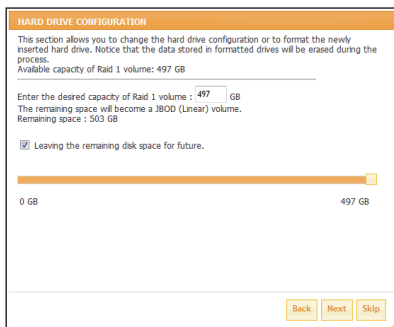 HARD DRIVE CONFIGURATION
This section allows you to change the hard drive configuration or to format the newly
inserted hard drive. Notice that the data stored in formatted drives will be erased during the
process.
Available capacity of Raid 1 volume: 497 GB
Enter the desired capacity of Raid 1 volume : 497 GB
The remaining space will become a JBOD (Linear) volume.
Remaining space : 503 GB
Leaving the remaining disk space for future.
0 GB 497 GB
Back Next Skip